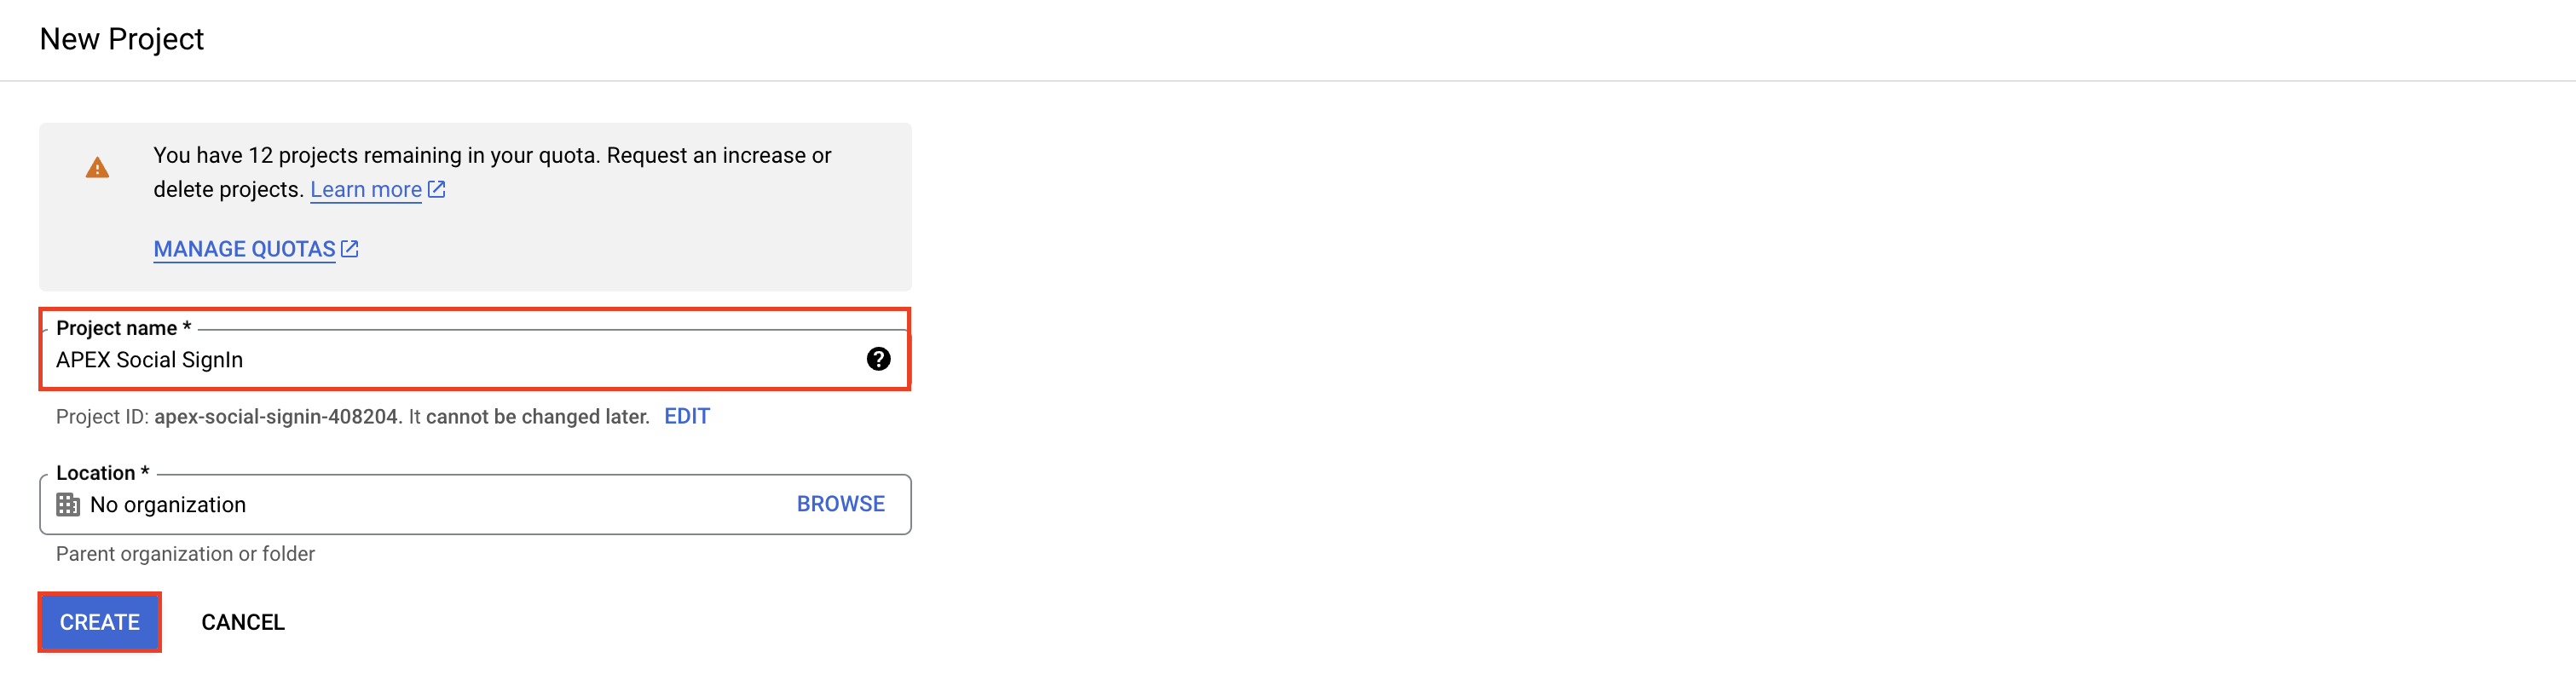 New Project
You have 12 projects remaining in your quota. Request an increase or
delete projects. Learn more
MANAGE QUOTAS
Project name *
APEX Social SignIn
Project ID: apex-social-signin-408204. It cannot be changed later. EDIT
Location *
No organization BROWSE
Parent organization or folder
CREATE CANCEL